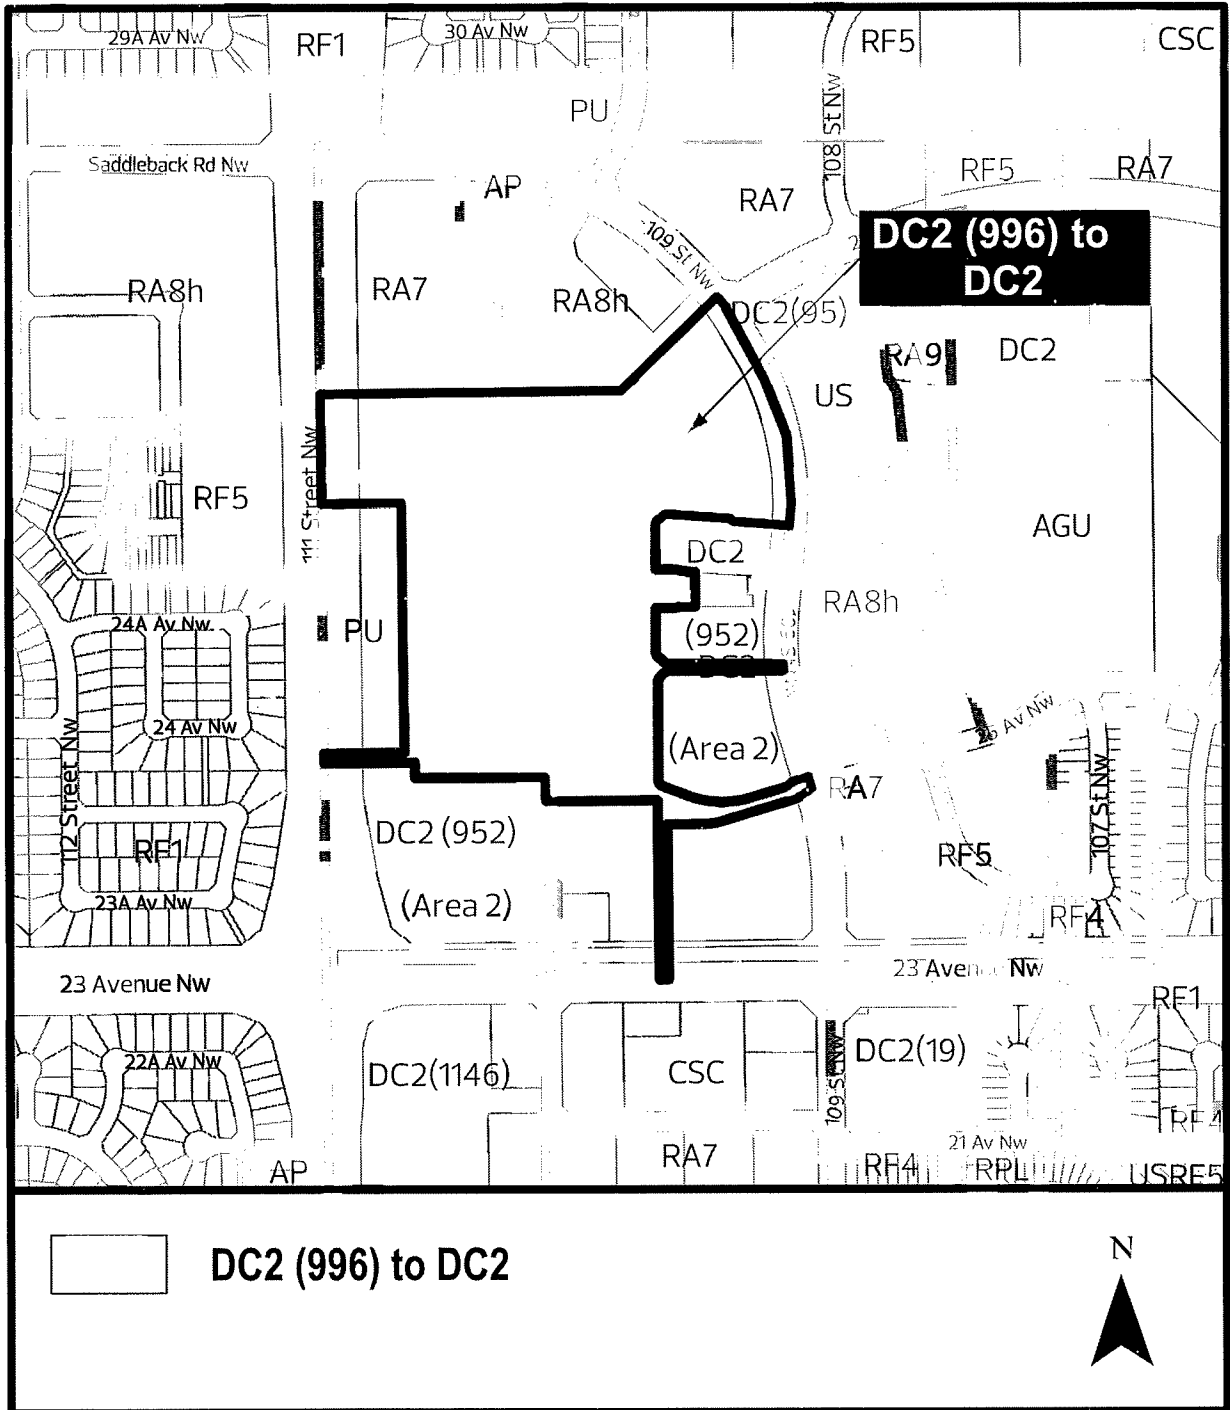 29A Av Nw
RF1
30 Av Nw
RF5
CSC
PU
108 St Nw
Saddleback Rd Nw
AP
RA7
RF5
RA7
109 St Nw
DC2 (996) to
DC2
RA8h
RA7
RA8h
DC2(95)
RA9
DC2
US
111 Street Nw
RF5
AGU
DC2
RA8h
24A Av Nw
PU
(952)
DC2
24 Av Nw
(Area 2)
112 Street Nw
RA7
107 St Nw
DC2 (952)
RF1
RF5
23A Av Nw
(Area 2)
RF4
23 Avenue Nw
23 Avenue Nw
RF1
22A Av Nw
DC2(1146)
CSC
109 St Nw
DC2(19)
RF4
21 Av Nw
AP
RA7
RF4
RPL
US
RF5
DC2 (996) to DC2
N